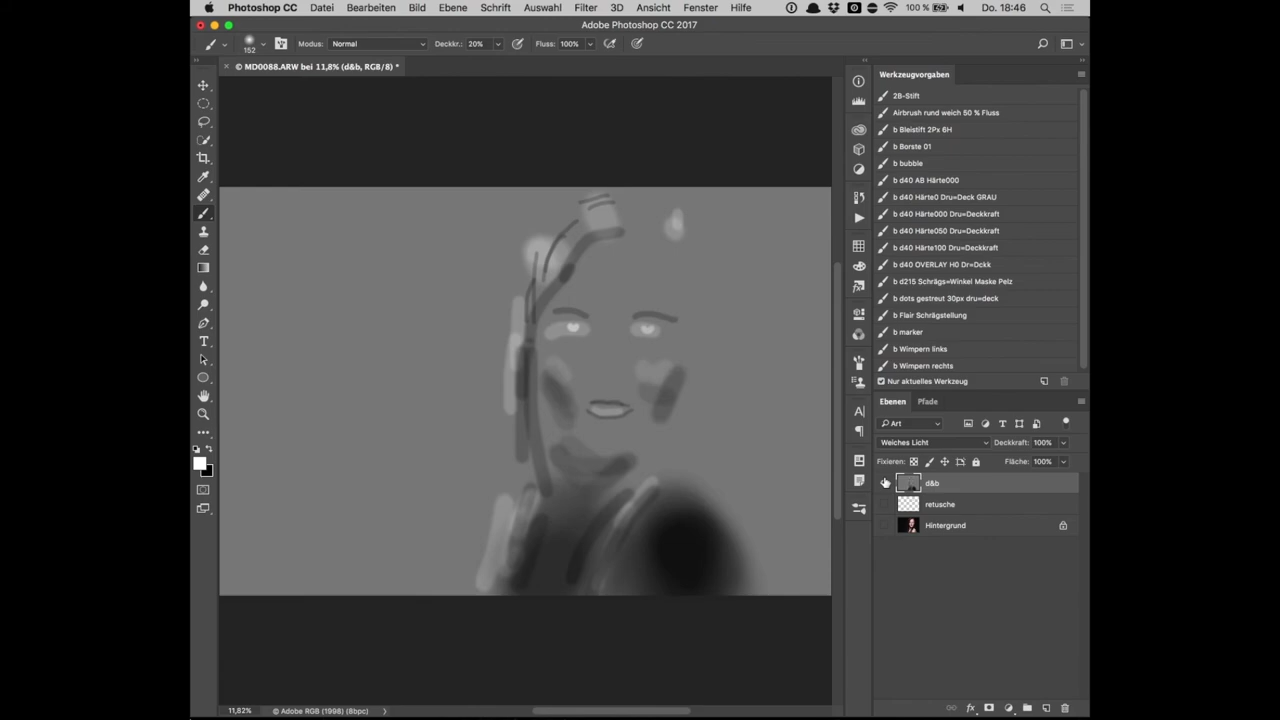 Photoshop CC Datei Bearbeiten Bild Ebene Schrift Auswahl Filter 3D Ansicht Fenster Hilfe 100 % Do. 18:46
Adobe Photoshop CC 2017
152 Modus: Normal Deckkr.: 20% Fluss: 100%
× © MD0088.ARW bei 11,8% (d&b, RGB/8) *
Werkzeugvorgaben
2B-Stift
Airbrush rund weich 50 % Fluss
b Bleistift 2Px 6H
b Borste 01
b bubble
b d40 AB Härte000
b d40 Härte0 Dru=Deck GRAU
b d40 Härte000 Dru=Deckkraft
b d40 Härte050 Dru=Deckkraft
b d40 Härte100 Dru=Deckkraft
b d40 OVERLAY H0 Dr=Dckk
b d215 Schrägs=Winkel Maske Pelz
b dots gestreut 30px dru=deck
b Flair Schrägstellung
b marker
b Wimpern links
b Wimpern rechts
Nur aktuelles Werkzeug
Ebenen Pfade
Art
Weiches Licht Deckkraft: 100%
Fixieren: Fläche: 100%
d&b
retusche
Hintergrund
11,82% © Adobe RGB (1998) (8bpc)